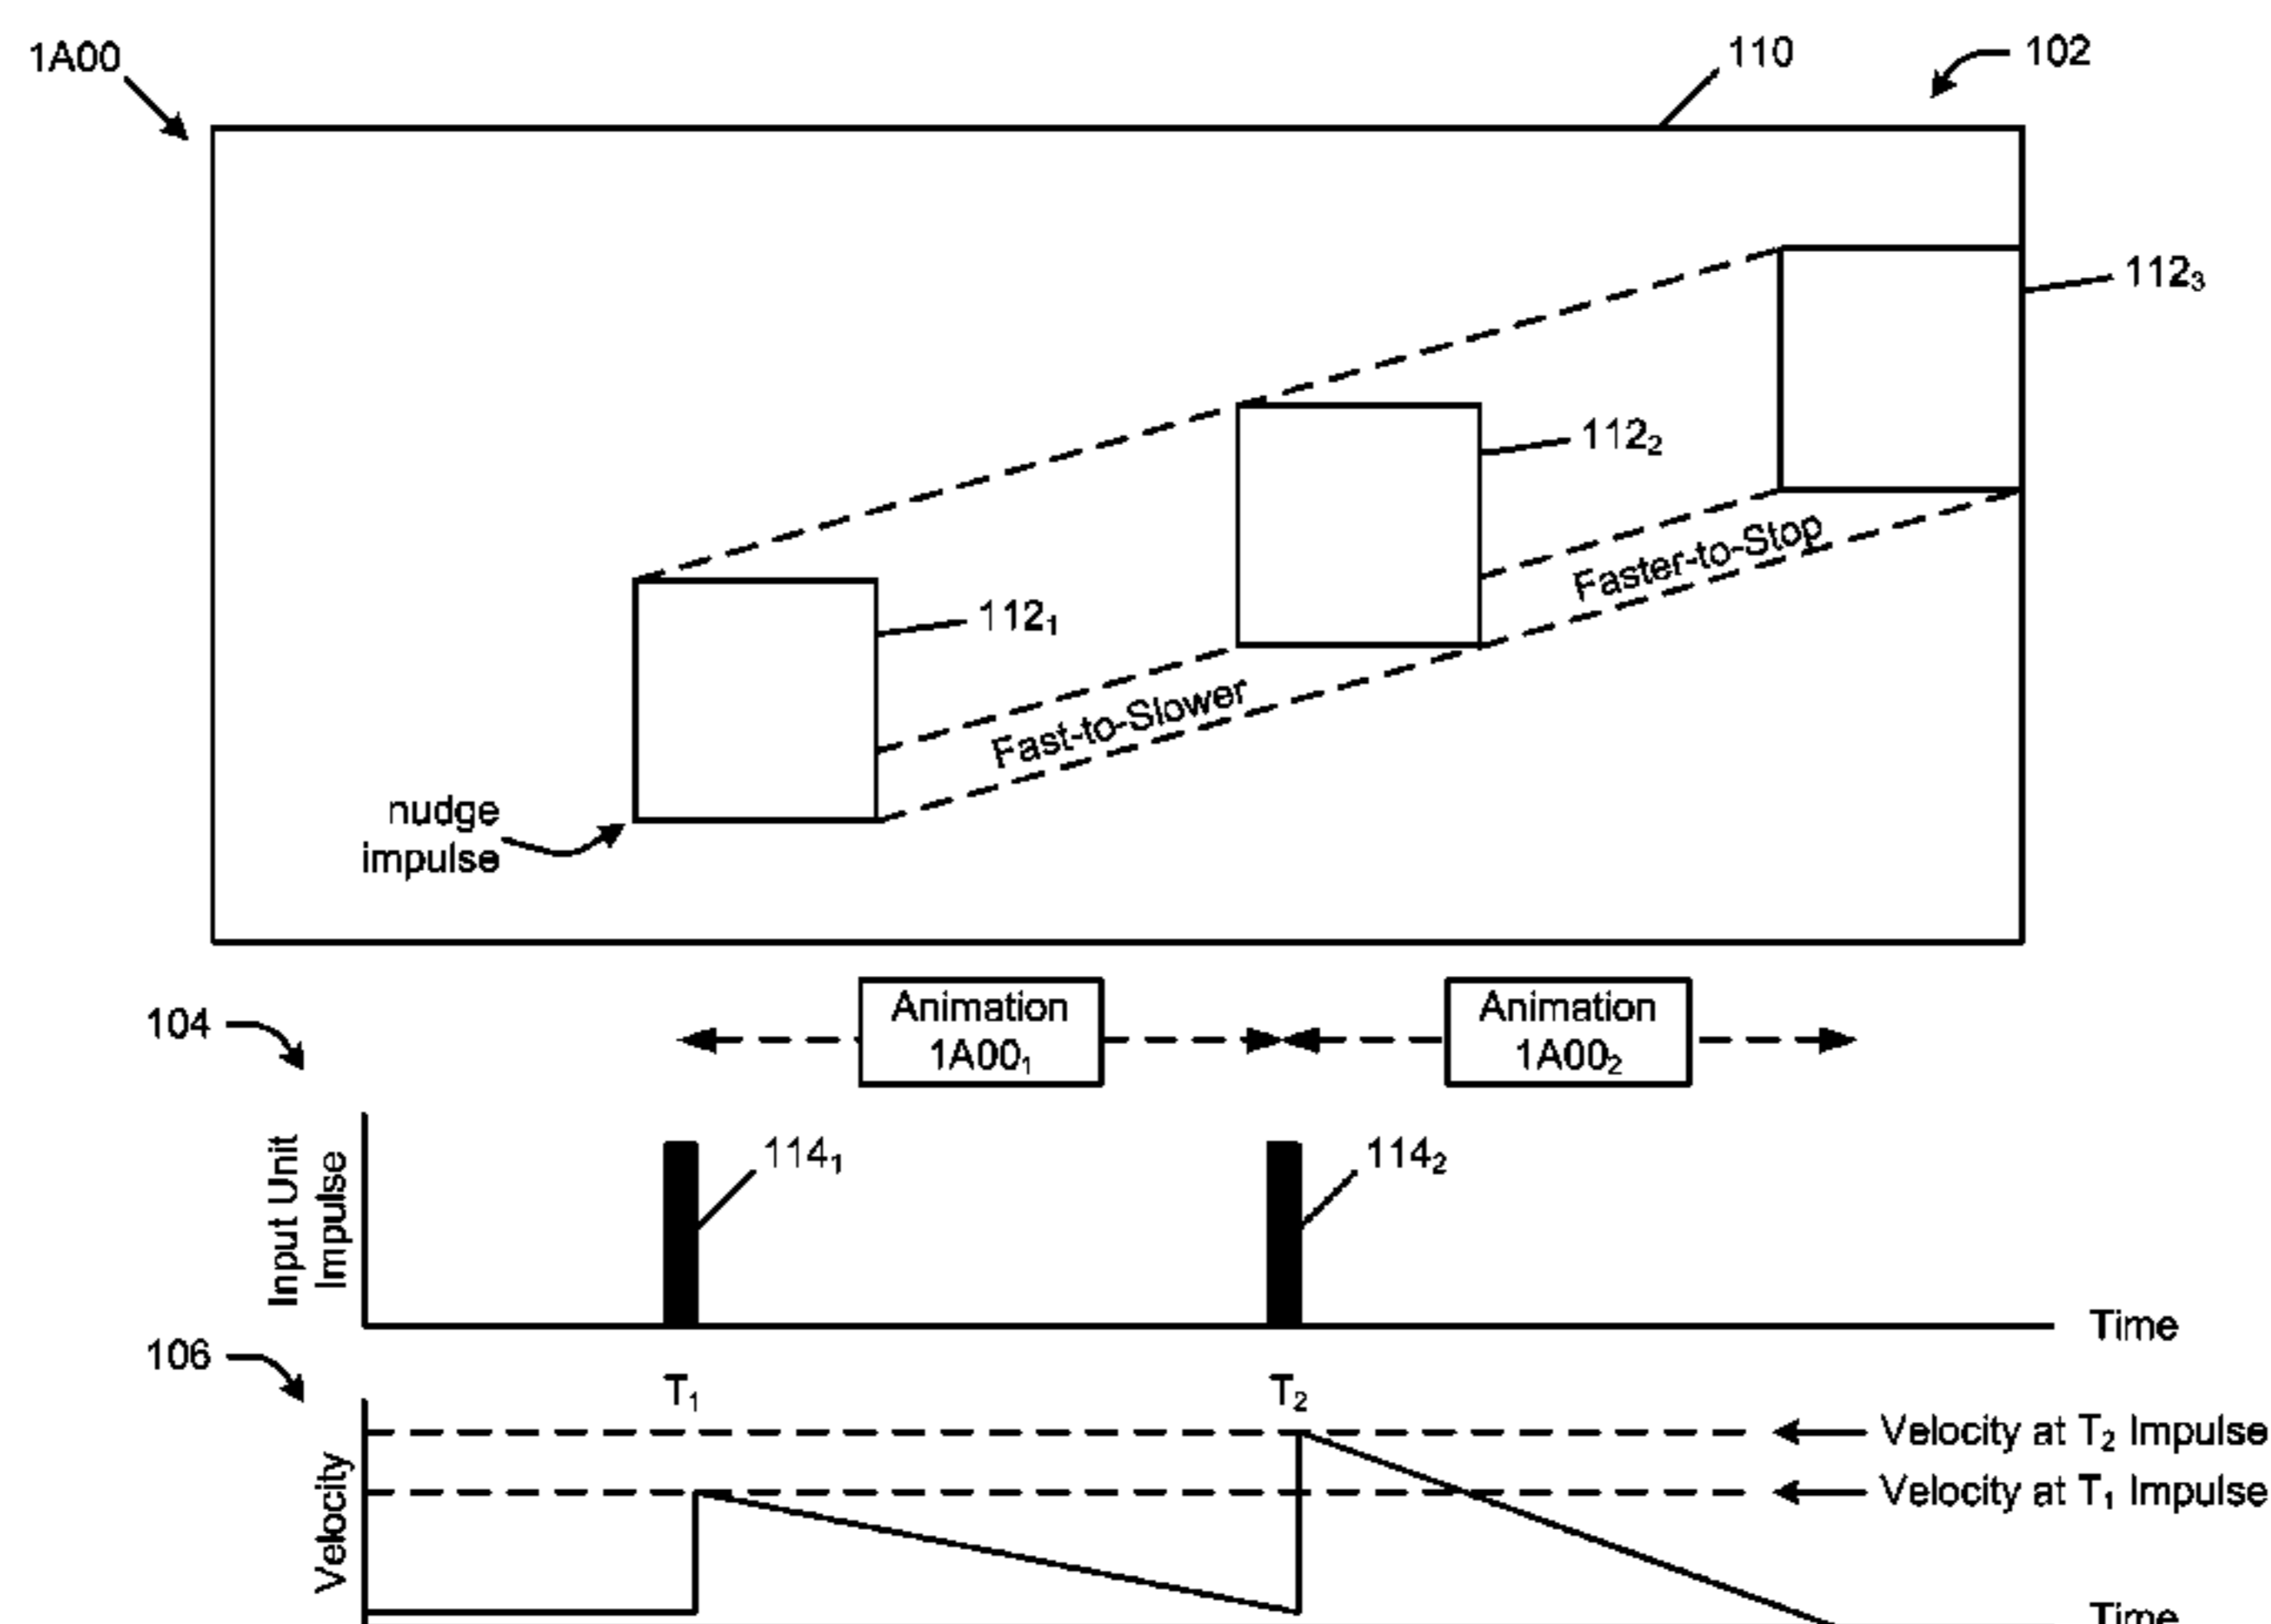 1A00
110
102
112₃
112₂
112₁
Faster-to-Stop
Fast-to-Slower
nudge
impulse
104
Animation
1A00₁
Animation
1A00₂
Input Unit
Impulse
114₁
114₂
Time
106
T₁
T₂
Velocity
Velocity at T₂ Impulse
Velocity at T₁ Impulse
Time